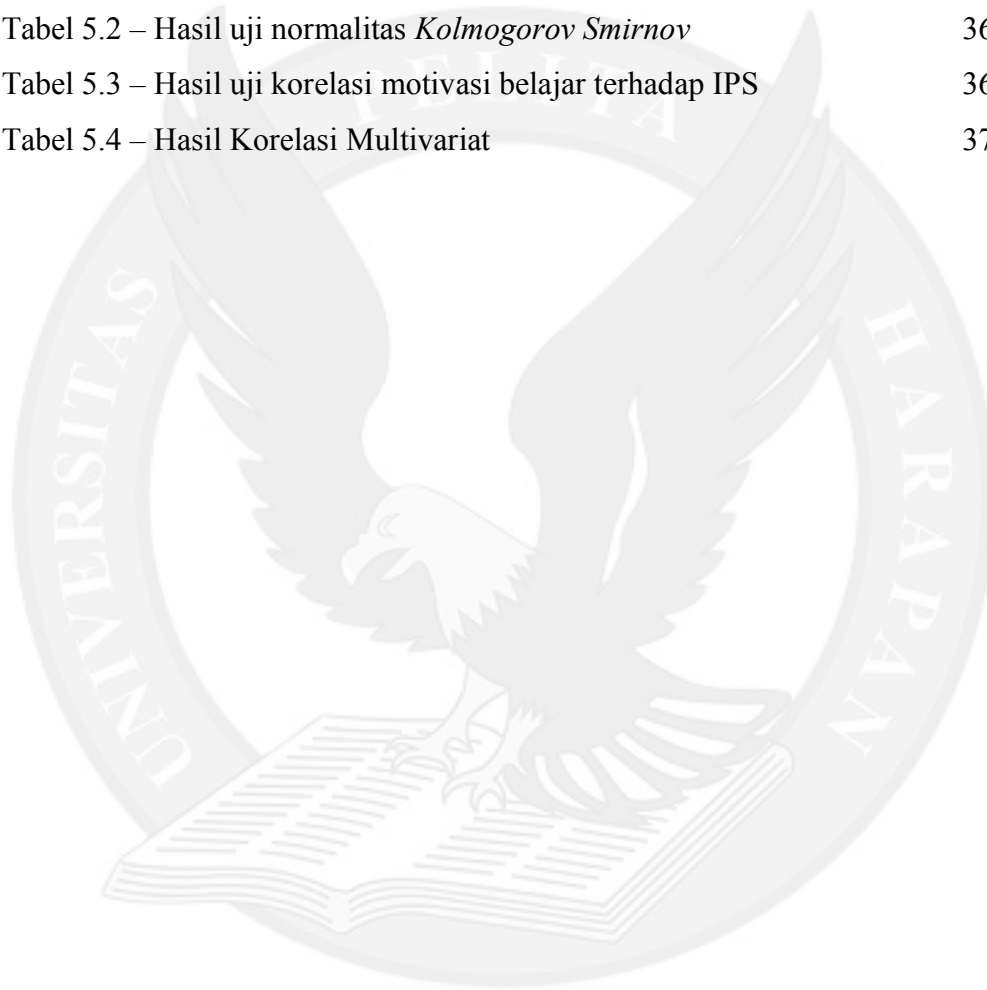 Tabel 5.2 – Hasil uji normalitas Kolmogorov Smirnov 36
Tabel 5.3 – Hasil uji korelasi motivasi belajar terhadap IPS 36
Tabel 5.4 – Hasil Korelasi Multivariat 37
UNIVERSITAS PELITA HARAPAN